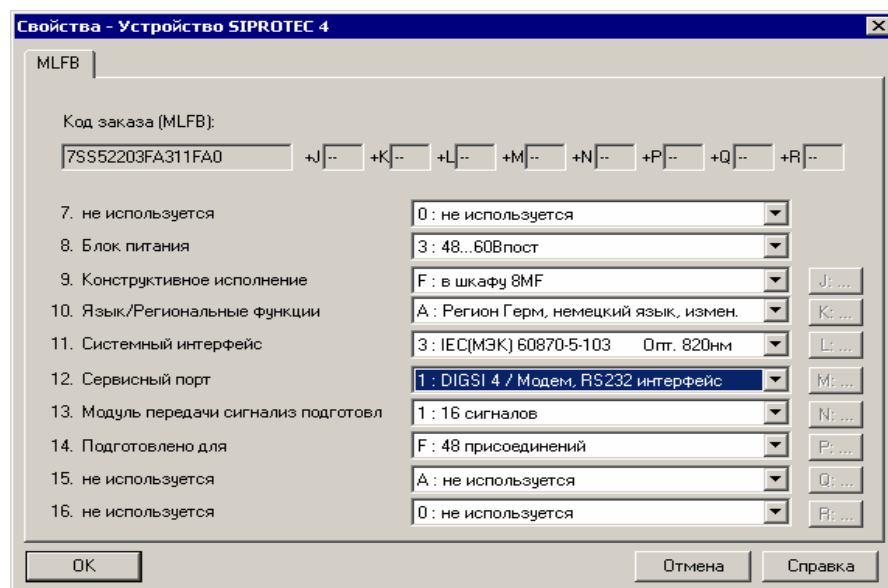 Свойства - Устройство SIPROTEC 4
MLFB
Код заказа (MLFB):
7SS52203FA311FA0 +J -- +K -- +L -- +M -- +N -- +P -- +Q -- +R --
7. не используется 0 : не используется
8. Блок питания 3 : 48...60Впост
9. Конструктивное исполнение F : в шкафу 8MF J: ...
10. Язык/Региональные функции A : Регион Герм, немецкий язык, измен. K: ...
11. Системный интерфейс 3 : IEC(МЭК) 60870-5-103 Опт. 820нм L: ...
12. Сервисный порт 1 : DIGSI 4 / Модем, RS232 интерфейс M: ...
13. Модуль передачи сигнализ подготовл 1 : 16 сигналов N: ...
14. Подготовлено для F : 48 присоединений P: ...
15. не используется A : не используется Q: ...
16. не используется 0 : не используется R: ...
OK Отмена Справка